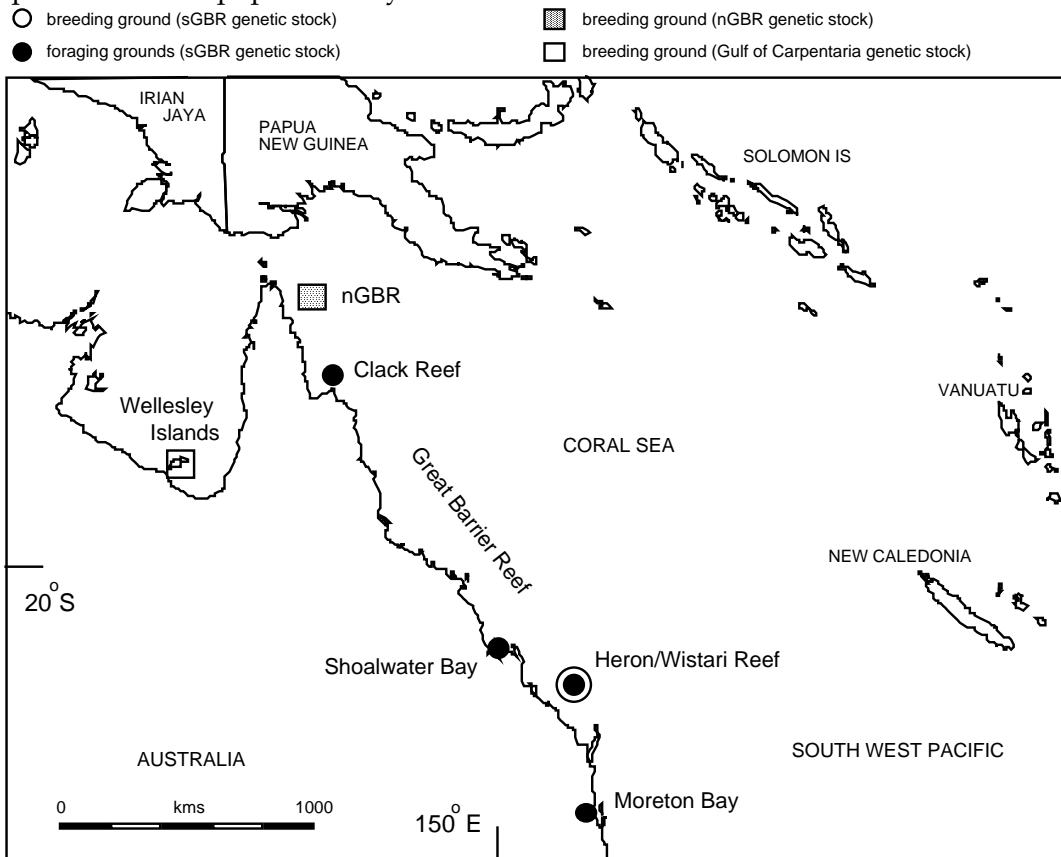 breeding ground (sGBR genetic stock)
breeding ground (nGBR genetic stock)
foraging grounds (sGBR genetic stock)
breeding ground (Gulf of Carpentaria genetic stock)
IRIAN
JAYA
PAPUA
NEW GUINEA
SOLOMON IS
nGBR
Clack Reef
VANUATU
Wellesley
Islands
CORAL SEA
Great Barrier Reef
NEW CALEDONIA
20°S
Shoalwater Bay
Heron/Wistari Reef
AUSTRALIA
SOUTH WEST PACIFIC
0 kms 1000
Moreton Bay
150° E